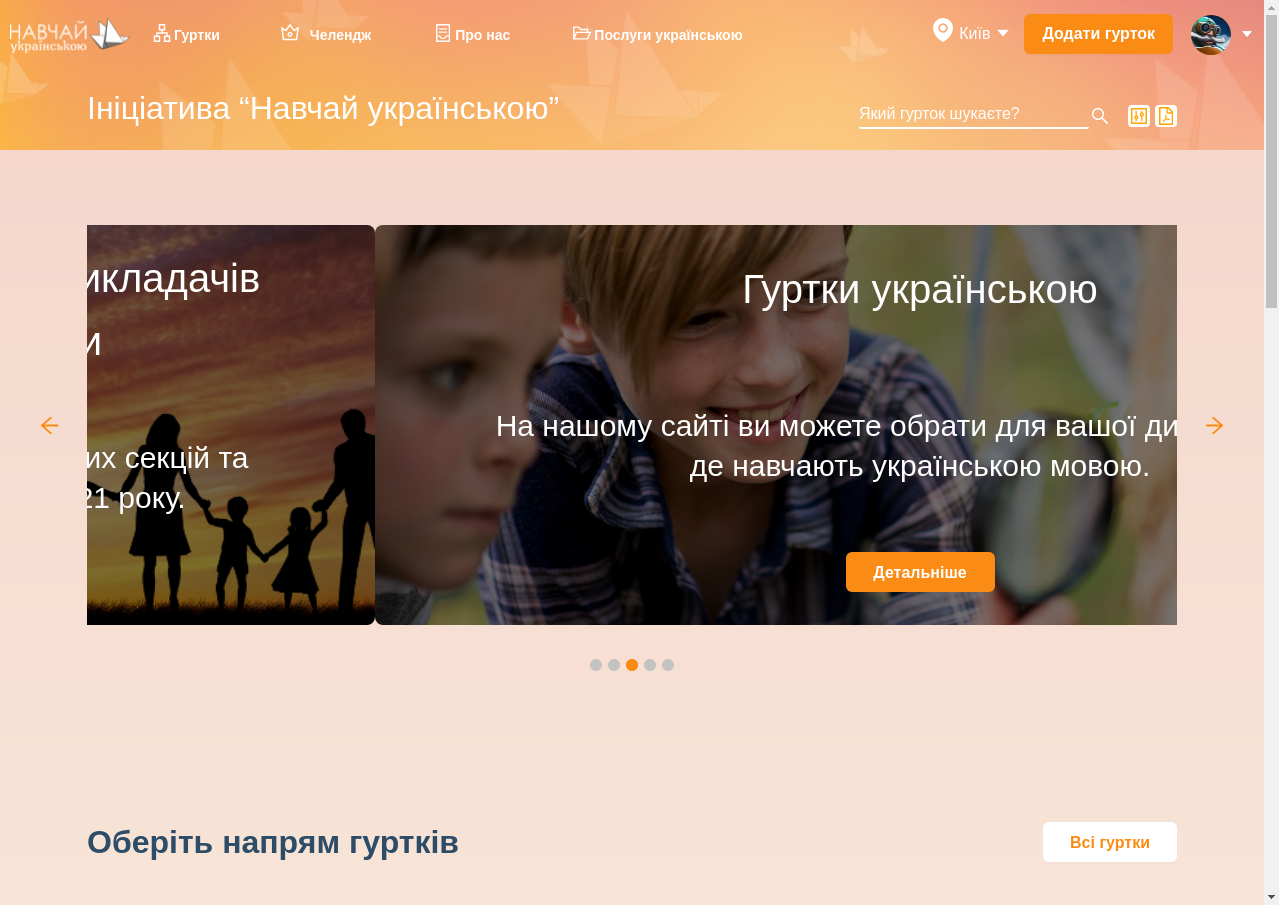 НАВЧАЙ
українською
Гуртки
Челендж
Про нас
Послуги українською
Київ
Додати гурток
Ініціатива “Навчай українською”
Який гурток шукаєте?
икладачів
и
их секцій та
21 року.
Гуртки українською
На нашому сайті ви можете обрати для вашої ди
де навчають українською мовою.
Детальніше
Оберіть напрям гуртків
Всі гуртки